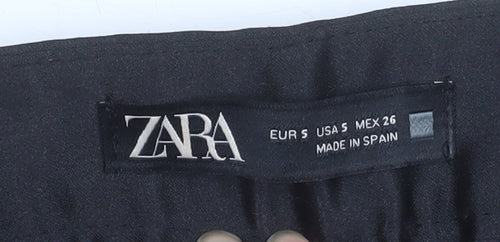 ZARA
EUR S USA S MEX 26
MADE IN SPAIN